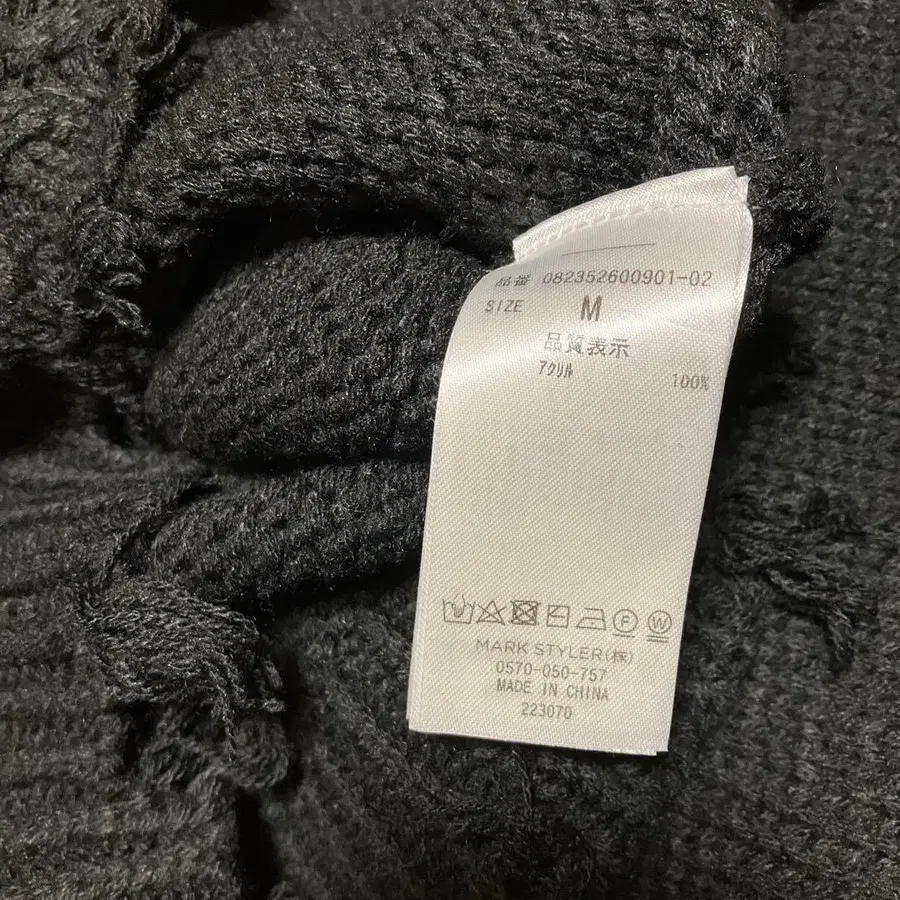 品番 082352600901-02
SIZE M
品質表示
アクリル 100%
F W
MARK STYLER(株)
0570-050-757
MADE IN CHINA
223070